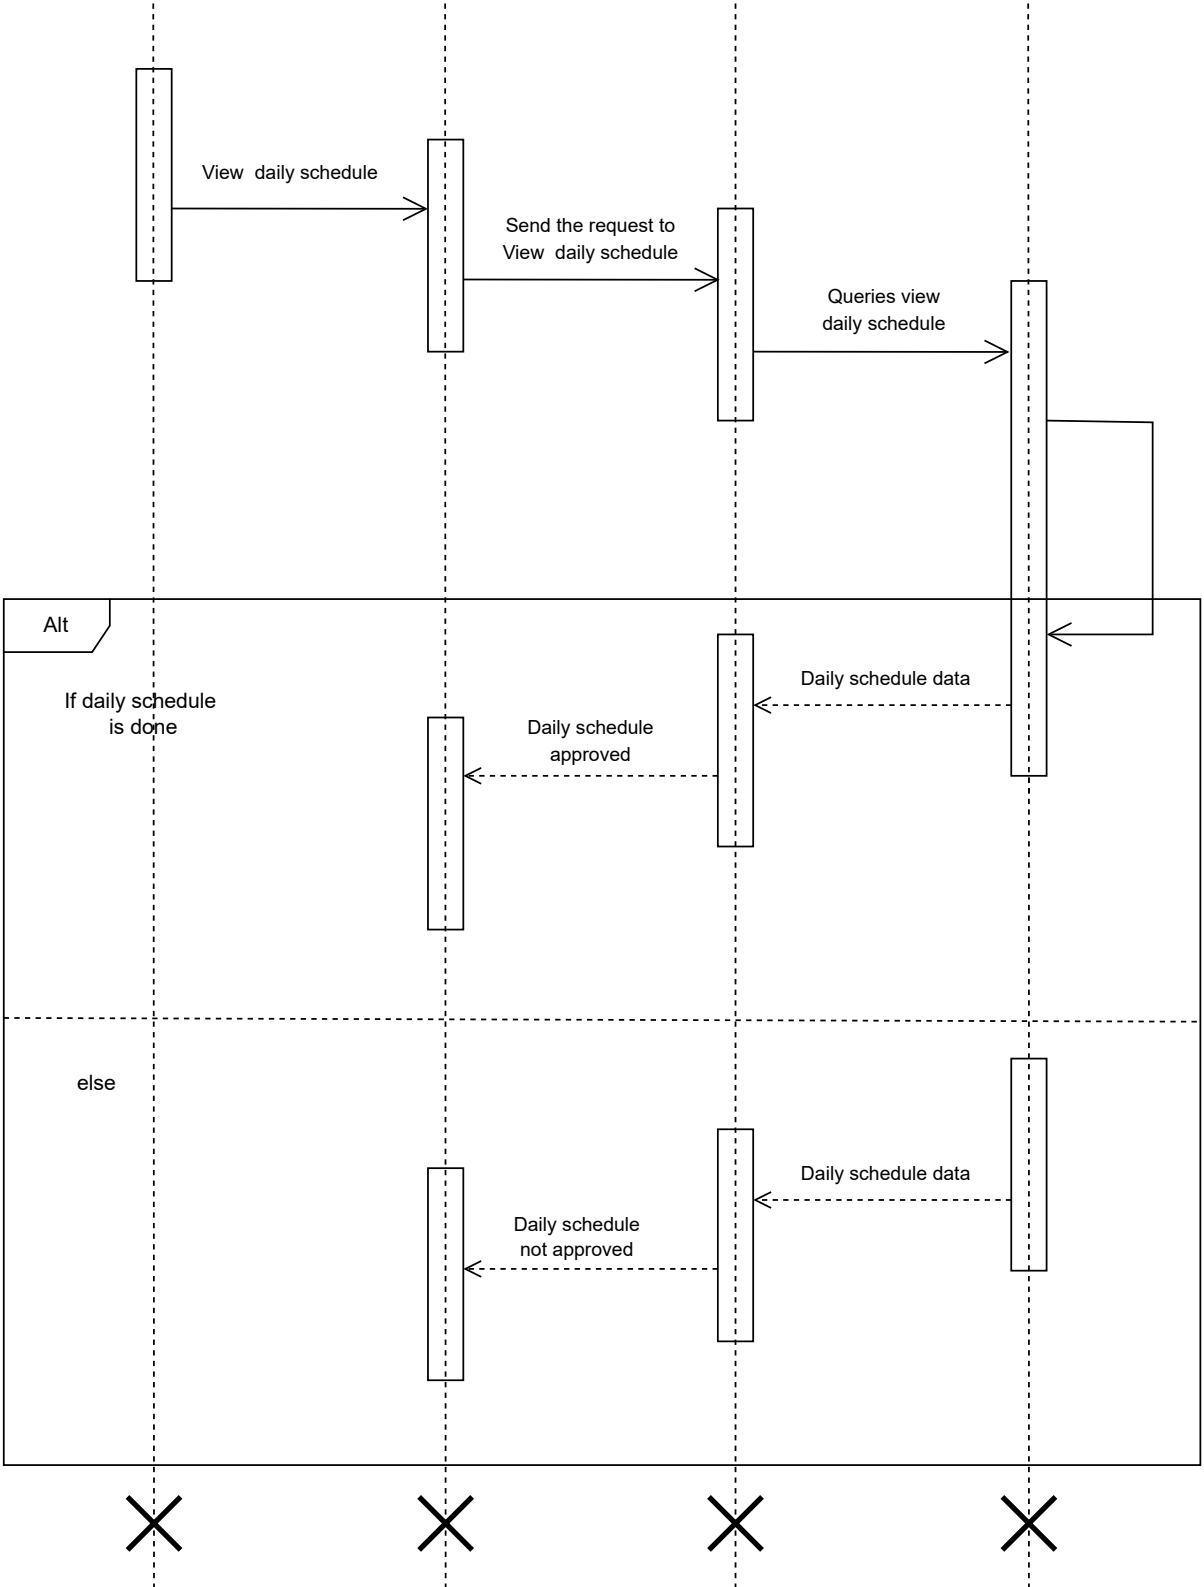 View  daily schedule
Send the request to
View  daily schedule
Queries view
daily schedule
Alt
If daily schedule
is done
Daily schedule data
Daily schedule
approved
else
Daily schedule data
Daily schedule
not approved